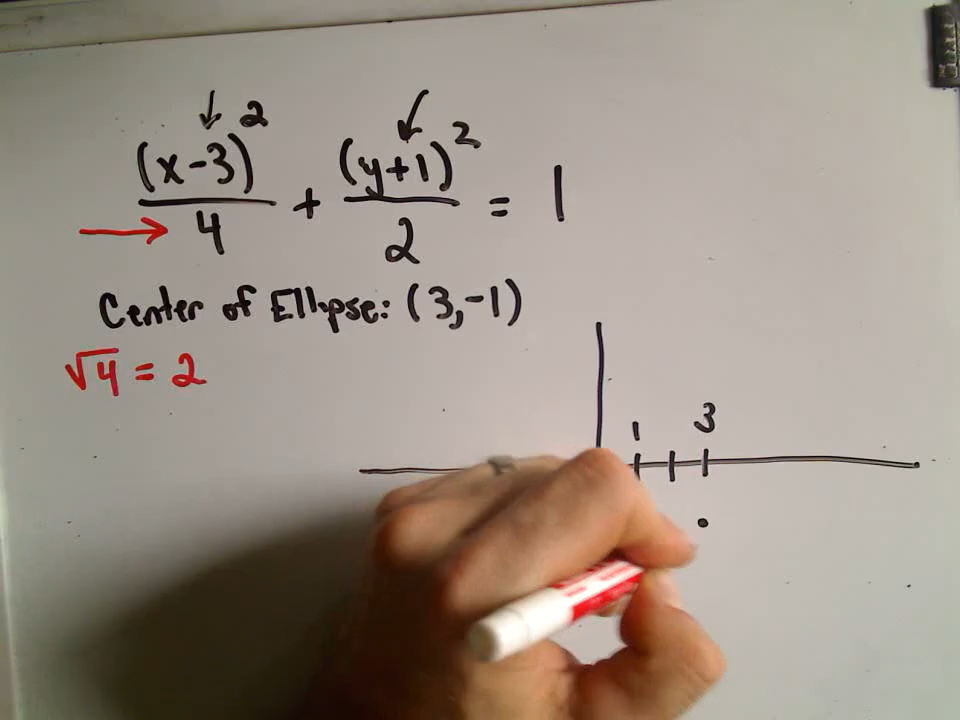 (x-3)² / 4 + (y+1)² / 2 = 1
Center of Ellipse: (3,-1)
√4 = 2
1 3